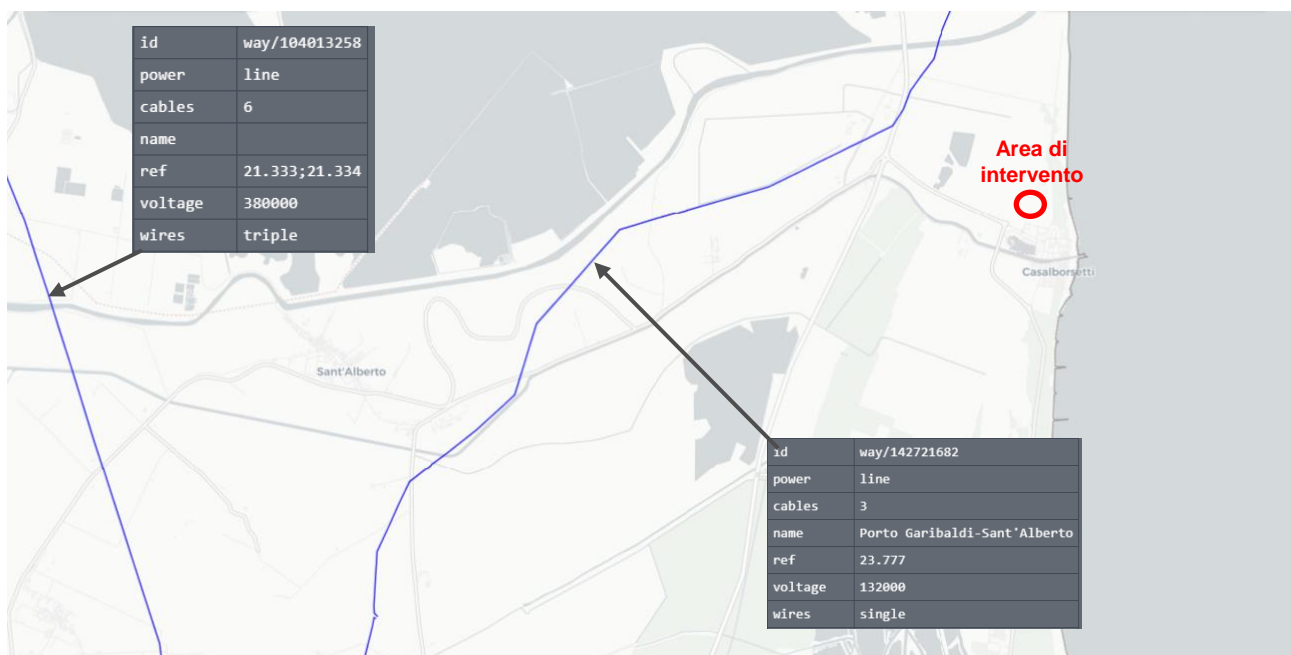 id way/104013258
power line
cables 6
name
ref 21.333;21.334
voltage 380000
wires triple
Area di
intervento
Casalborsetti
Sant'Alberto
id way/142721682
power line
cables 3
name Porto Garibaldi-Sant'Alberto
ref 23.777
voltage 132000
wires single